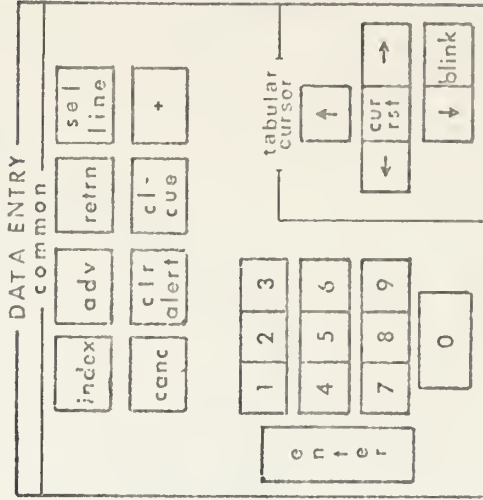 DATA ENTRY
common
index adv retrn sel line
canc clr alert cl-cue +
tabular
cursor
enter
1 2 3
4 5 6
7 8 9
0
↑
← cur rst →
↓ blink